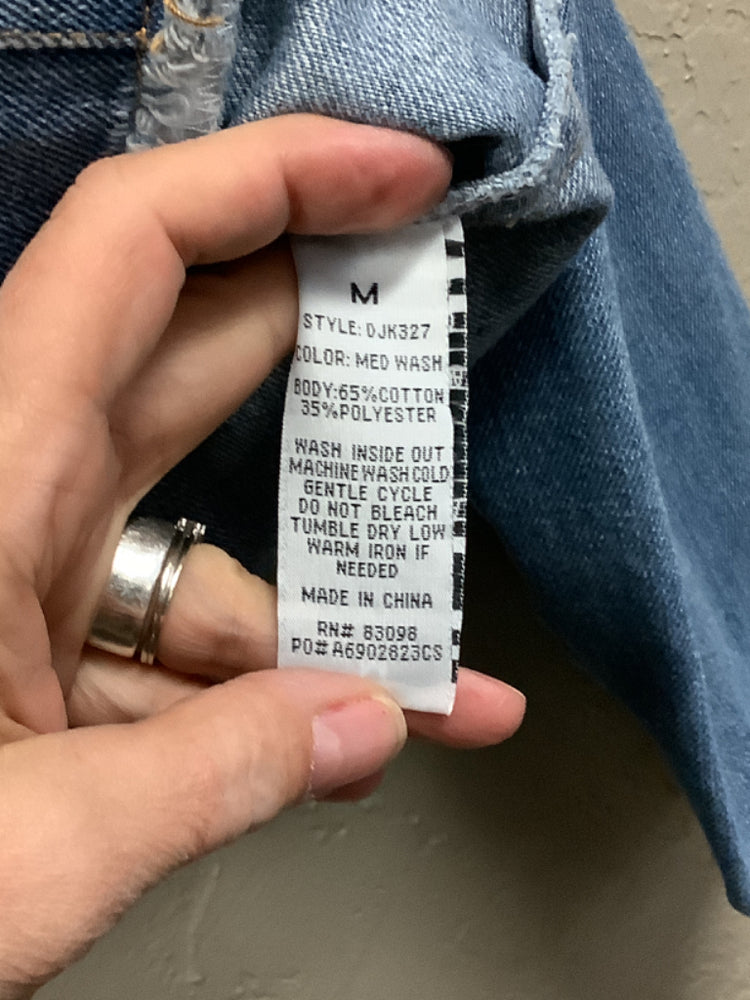 M
STYLE: DJK327
COLOR: MED WASH
BODY:65%COTTON
35%POLYESTER
WASH INSIDE OUT
MACHINE WASH COLD
GENTLE CYCLE
DO NOT BLEACH
TUMBLE DRY LOW
WARM IRON IF
NEEDED
MADE IN CHINA
RN# 83098
PO# A6902823CS